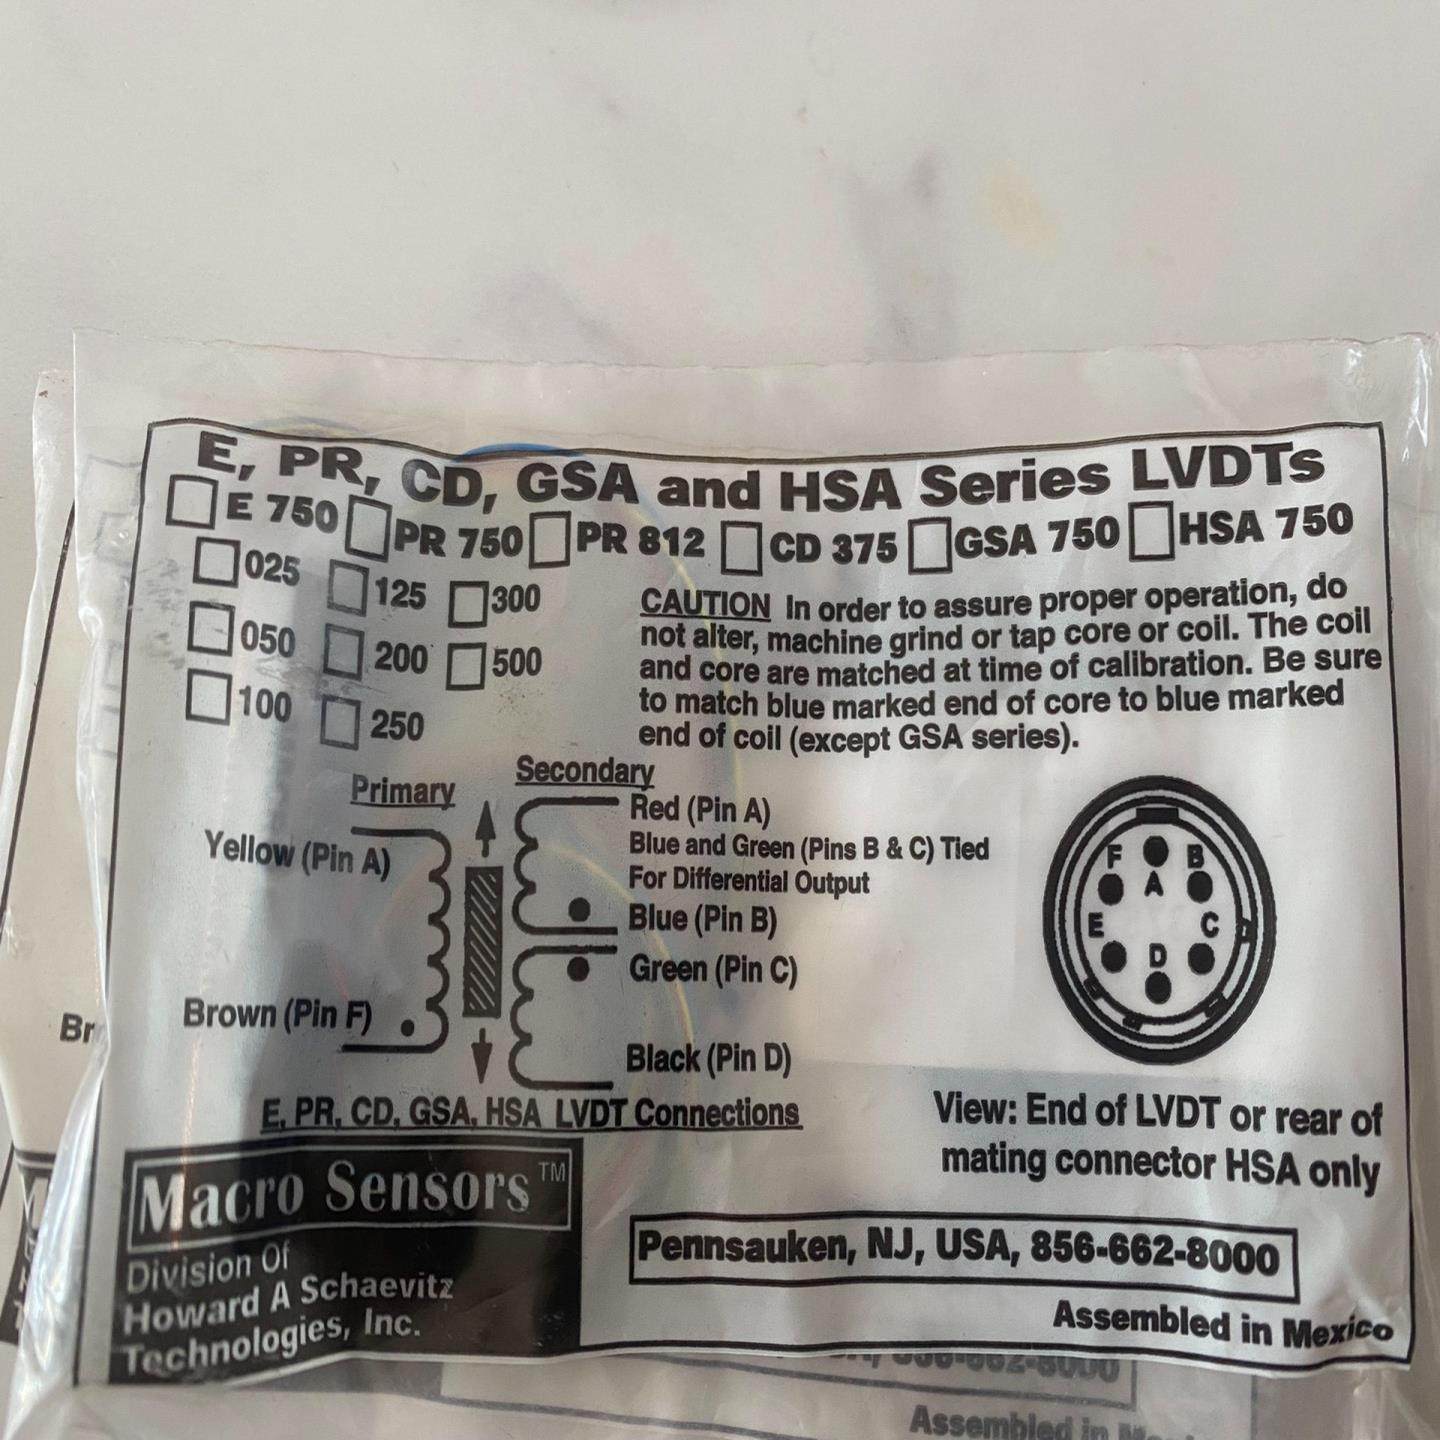 E, PR, CD, GSA and HSA Series LVDTs
E 750 PR 750 PR 812 CD 375 GSA 750 HSA 750
025 125 300
050 200 500
100 250
CAUTION In order to assure proper operation, do
not alter, machine grind or tap core or coil. The coil
and core are matched at time of calibration. Be sure
to match blue marked end of core to blue marked
end of coil (except GSA series).
Primary
Secondary
Yellow (Pin A)
Brown (Pin F)
Red (Pin A)
Blue and Green (Pins B & C) Tied
For Differential Output
Blue (Pin B)
Green (Pin C)
Black (Pin D)
E, PR, CD, GSA, HSA LVDT Connections
F B
A
E C
D
View: End of LVDT or rear of
mating connector HSA only
Macro Sensors™
Division Of
Howard A Schaevitz
Technologies, Inc.
Pennsauken, NJ, USA, 856-662-8000
Assembled in Mexico
Br
856-662-8000
Assembled in